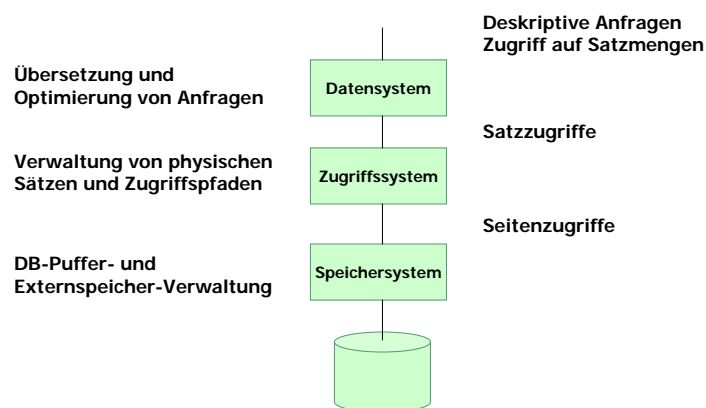 Deskriptive Anfragen
Zugriff auf Satzmengen
Übersetzung und
Optimierung von Anfragen
Datensystem
Satzzugriffe
Verwaltung von physischen
Sätzen und Zugriffspfaden
Zugriffssystem
Seitenzugriffe
DB-Puffer- und
Externspeicher-Verwaltung
Speichersystem